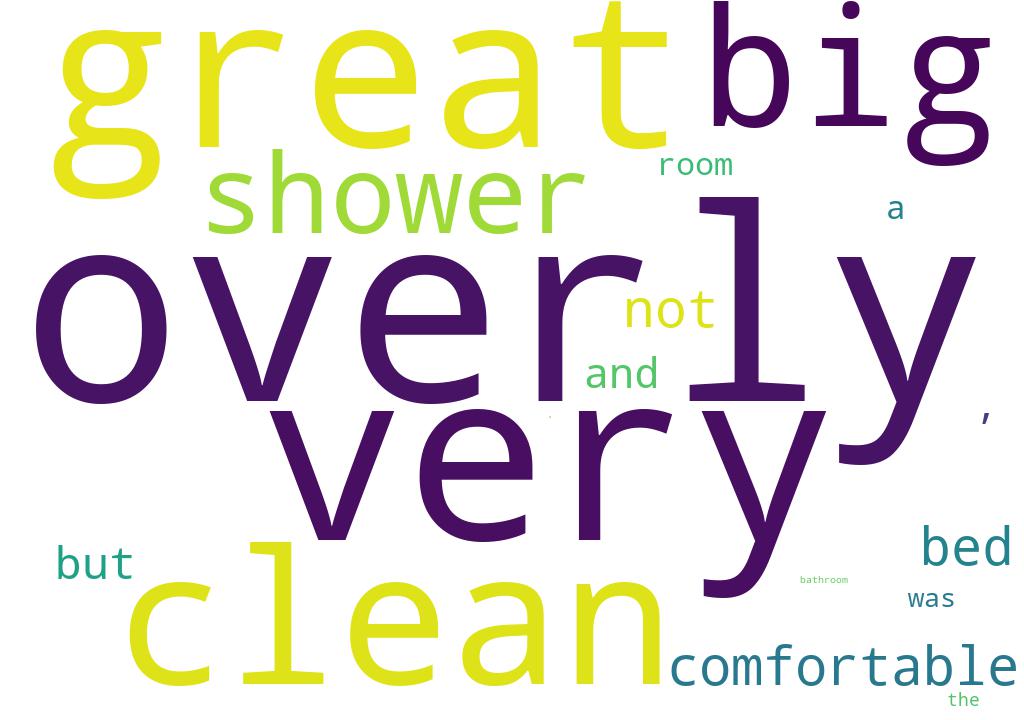 great big
shower room
a
overly
not
and
very ,
but clean bed
bathroom
was
comfortable
the